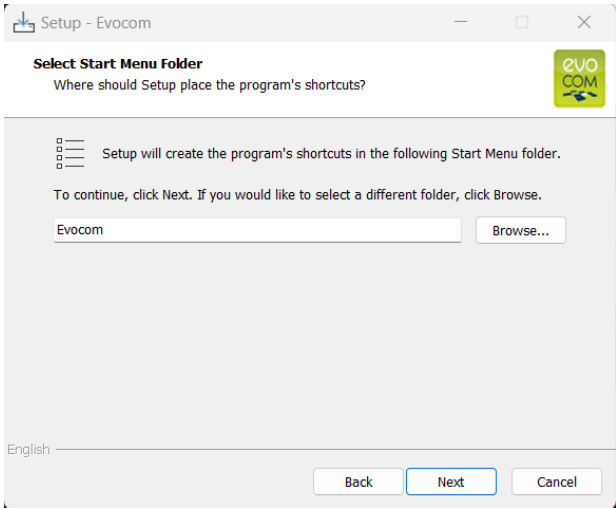 Setup - Evocom
Select Start Menu Folder
Where should Setup place the program's shortcuts?
evo
COM
Setup will create the program's shortcuts in the following Start Menu folder.
To continue, click Next. If you would like to select a different folder, click Browse.
Evocom
Browse...
English
Back
Next
Cancel